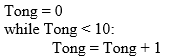 Tong = 0
while Tong < 10:
Tong = Tong + 1